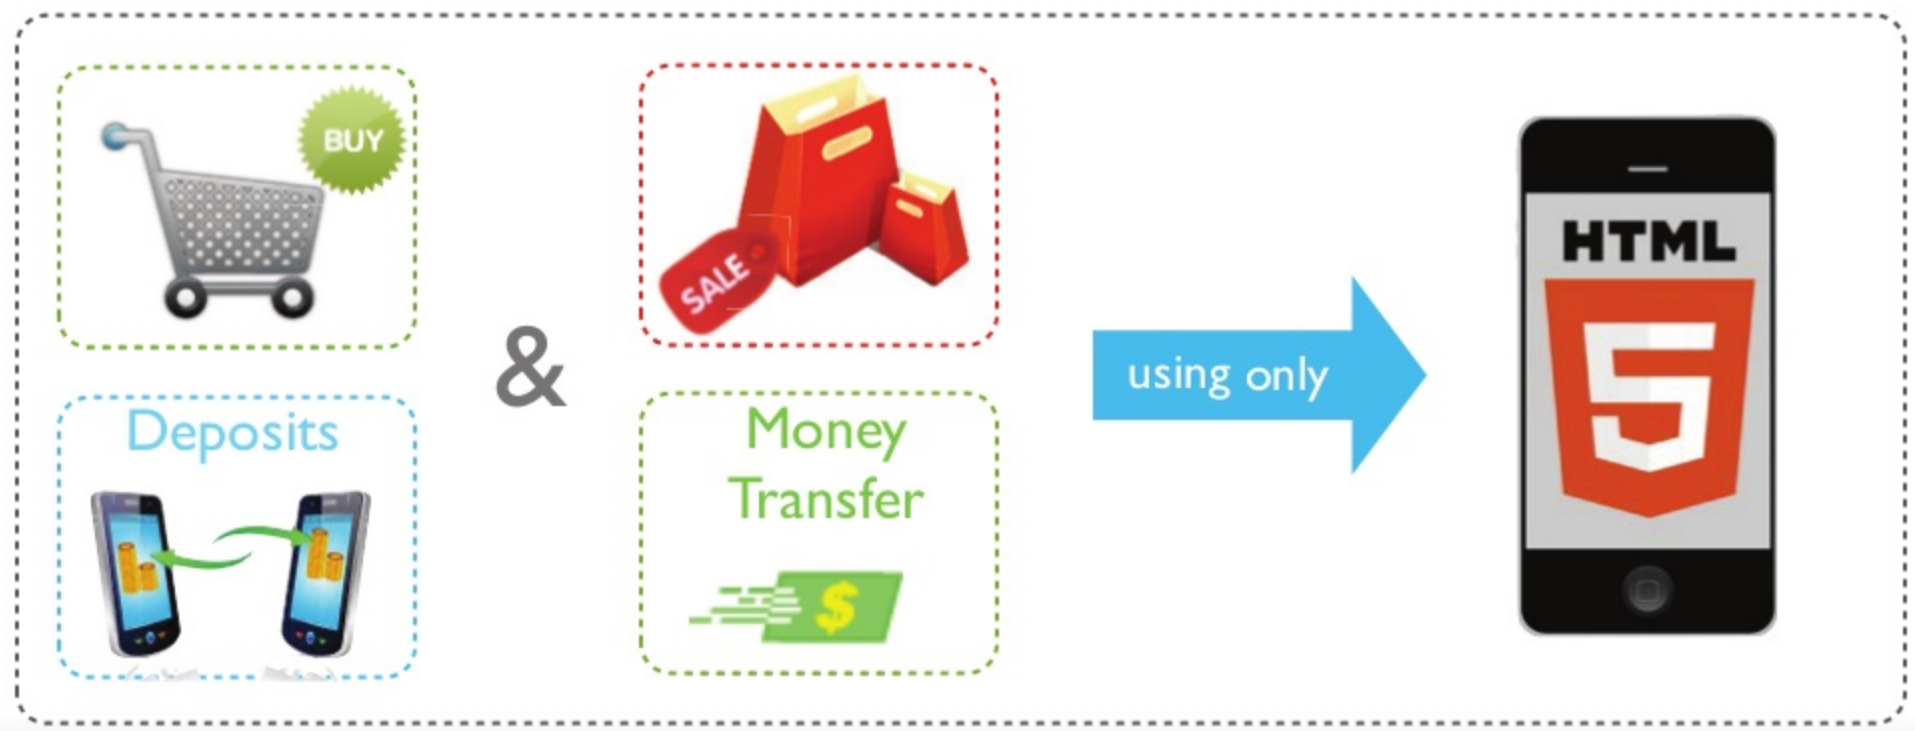 BUY
SALE
&
Deposits
Money
Transfer
$
using only
HTML
5